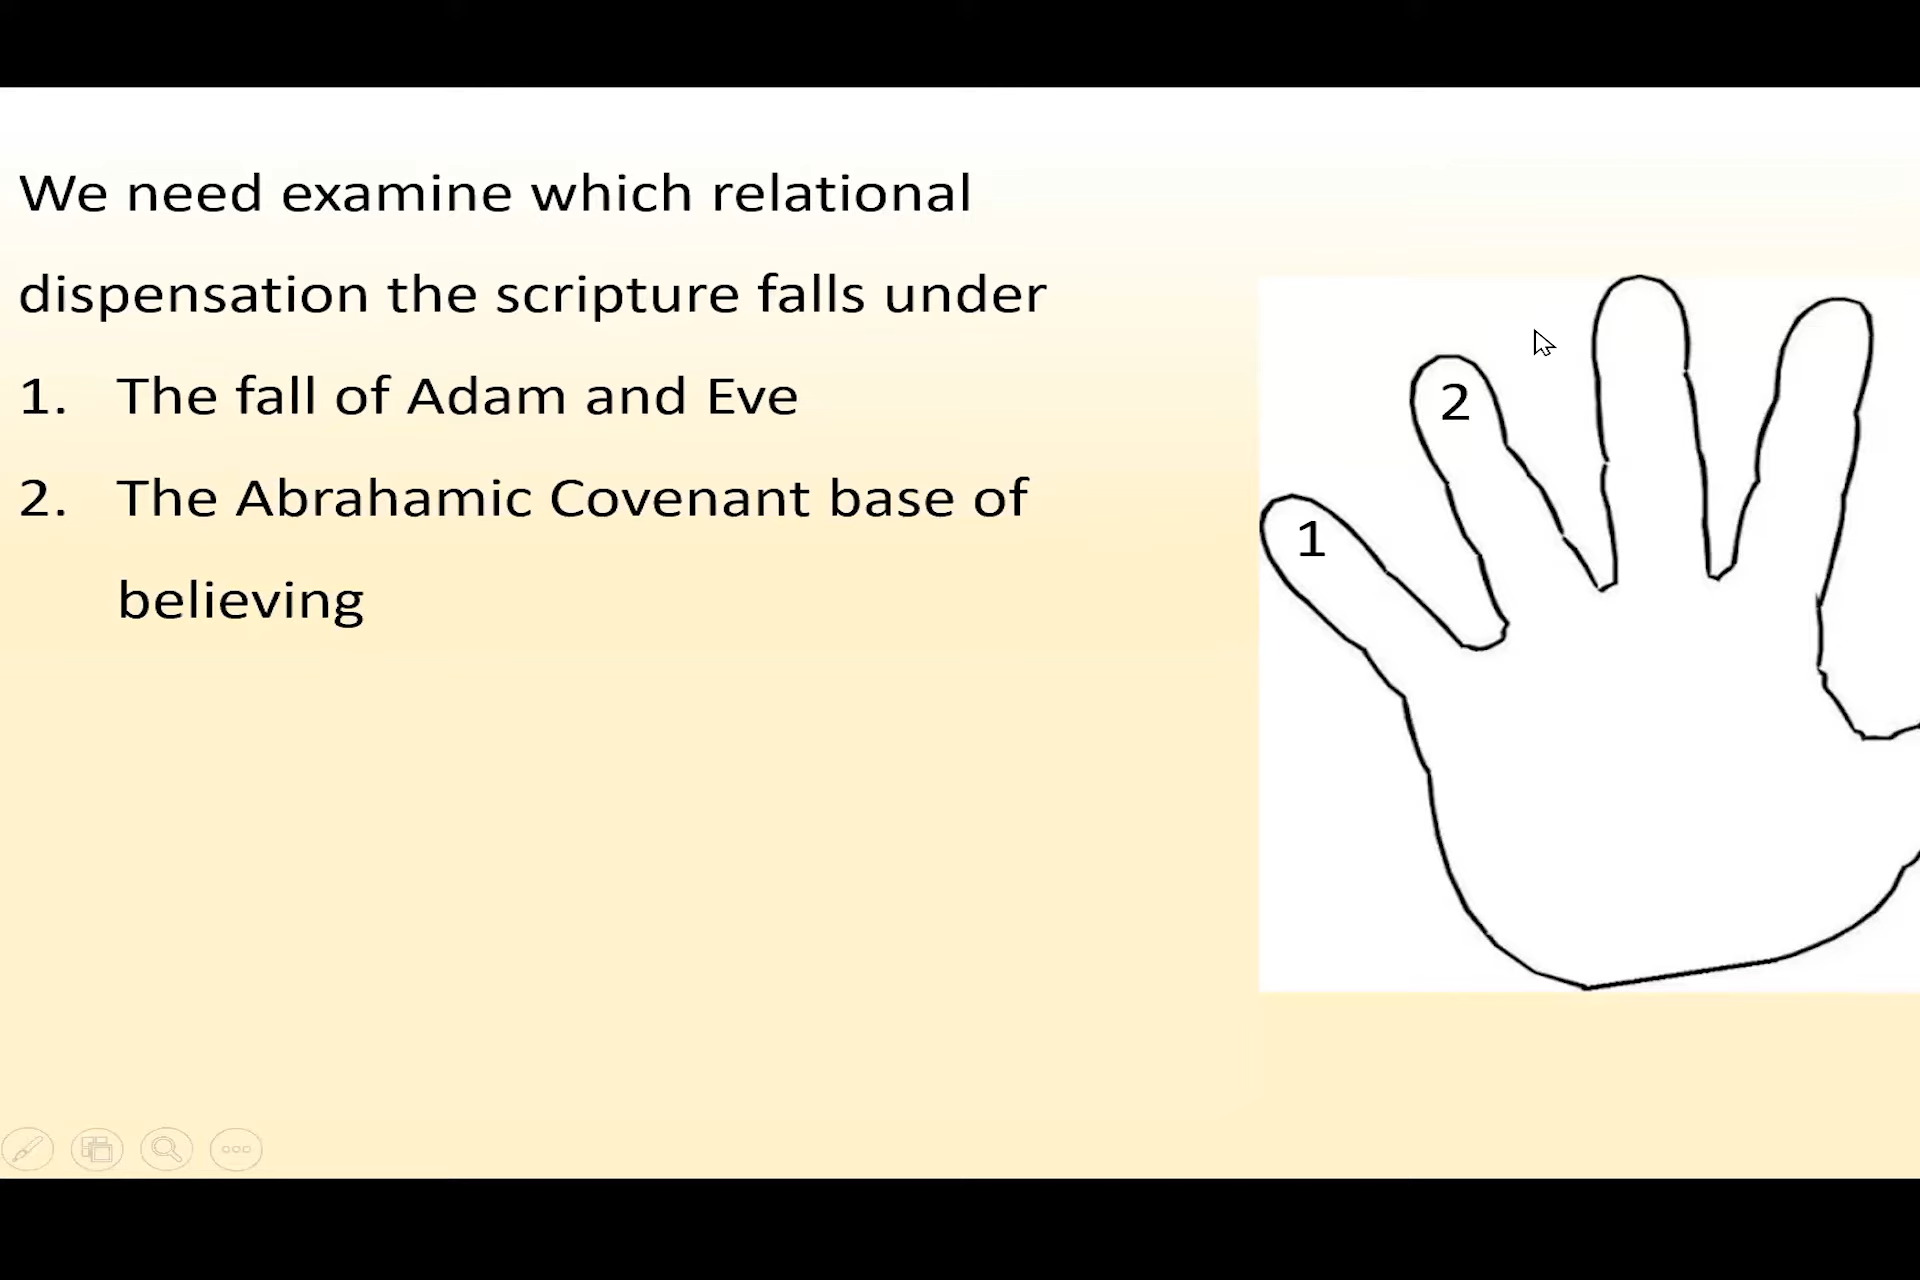 We need examine which relational
dispensation the scripture falls under
1. The fall of Adam and Eve
2. The Abrahamic Covenant base of
believing
2
1